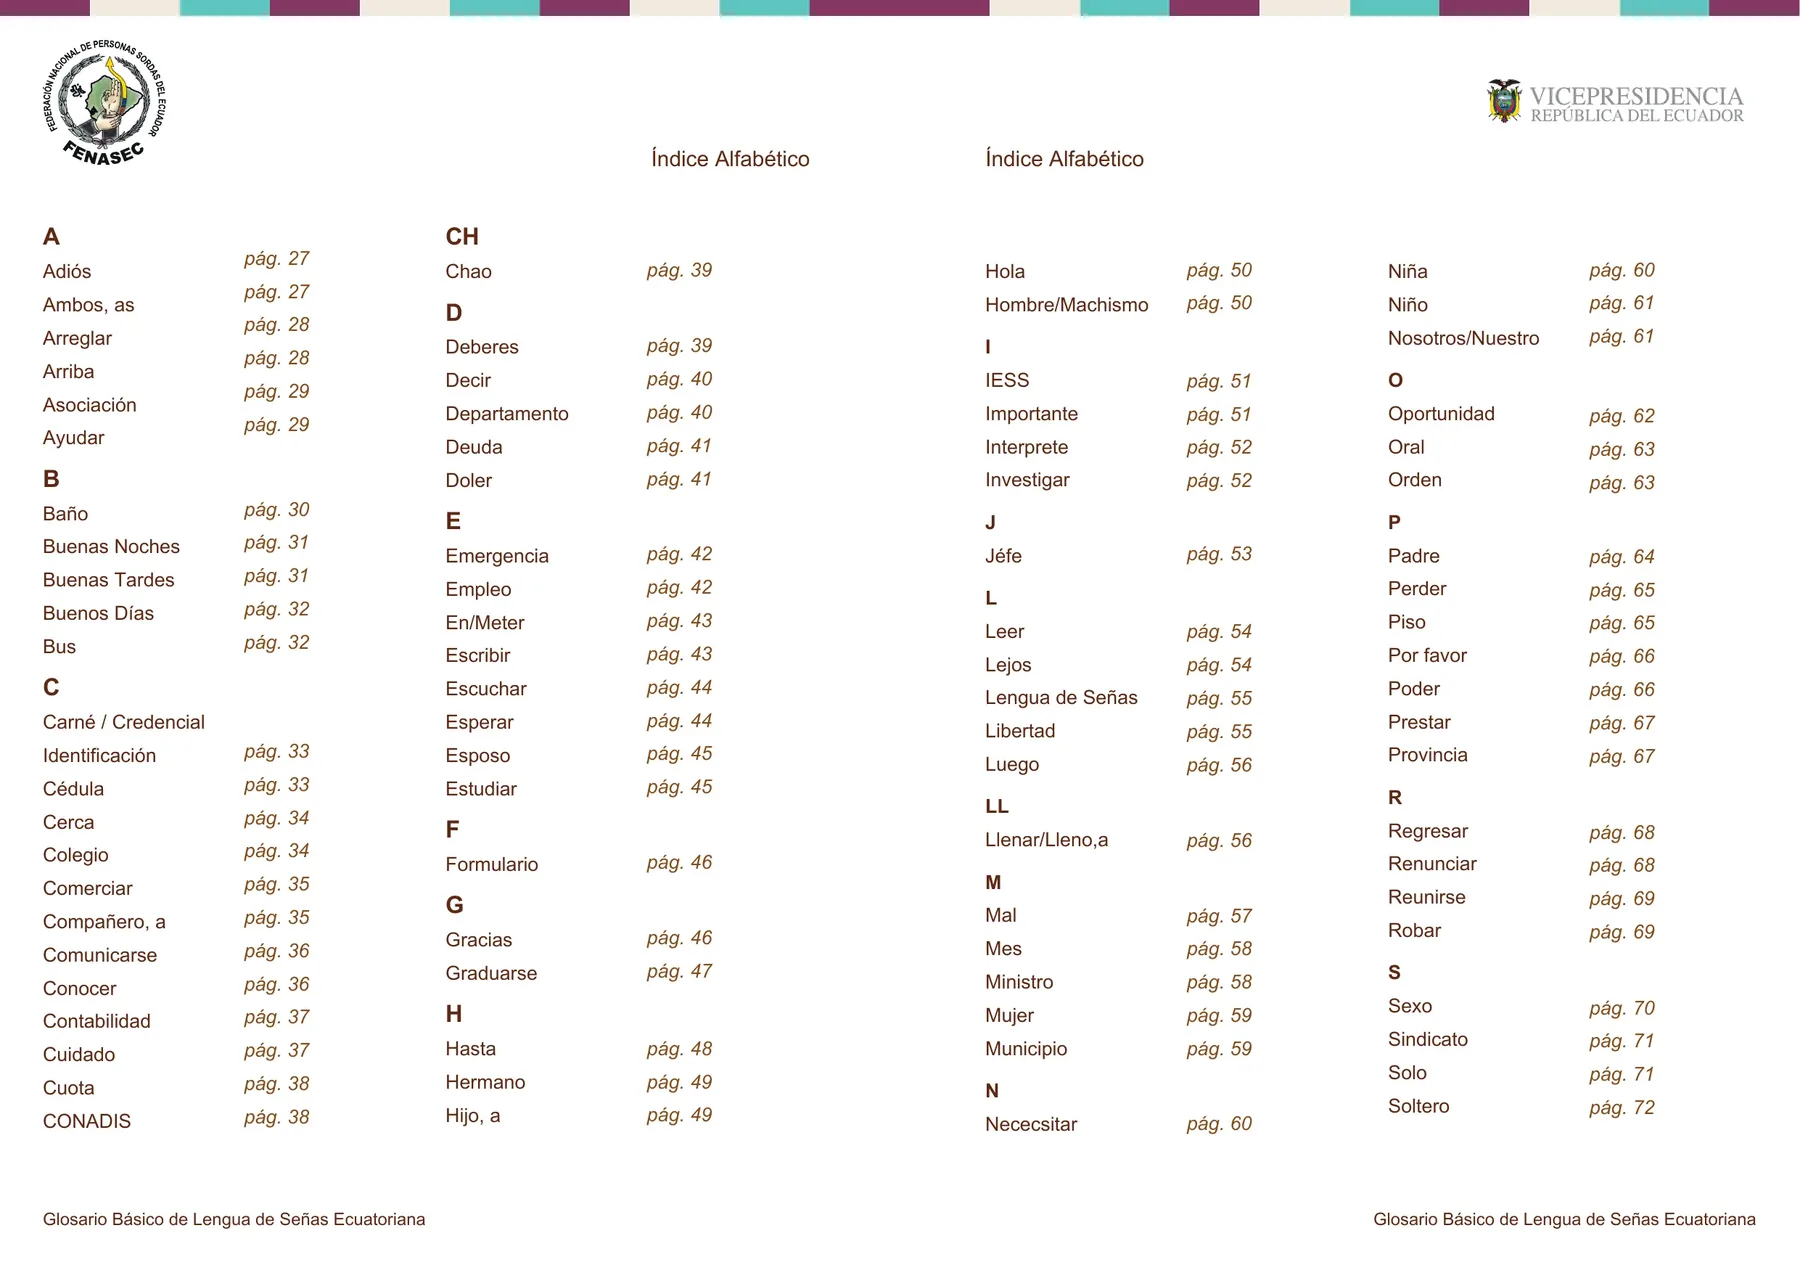 FEDERACIÓN NACIONAL DE PERSONAS SORDAS DEL ECUADOR
FENASEC
VICEPRESIDENCIA
REPÚBLICA DEL ECUADOR
Índice Alfabético
A
Adiós pág. 27
Ambos, as pág. 27
Arreglar pág. 28
Arriba pág. 28
Asociación pág. 29
Ayudar pág. 29
B
Baño pág. 30
Buenas Noches pág. 31
Buenas Tardes pág. 31
Buenos Días pág. 32
Bus pág. 32
C
Carné / Credencial
Identificación pág. 33
Cédula pág. 33
Cerca pág. 34
Colegio pág. 34
Comerciar pág. 35
Compañero, a pág. 35
Comunicarse pág. 36
Conocer pág. 36
Contabilidad pág. 37
Cuidado pág. 37
Cuota pág. 38
CONADIS pág. 38
CH
Chao pág. 39
D
Deberes pág. 39
Decir pág. 40
Departamento pág. 40
Deuda pág. 41
Doler pág. 41
E
Emergencia pág. 42
Empleo pág. 42
En/Meter pág. 43
Escribir pág. 43
Escuchar pág. 44
Esperar pág. 44
Esposo pág. 45
Estudiar pág. 45
F
Formulario pág. 46
G
Gracias pág. 46
Graduarse pág. 47
H
Hasta pág. 48
Hermano pág. 49
Hijo, a pág. 49
Glosario Básico de Lengua de Señas Ecuatoriana
Índice Alfabético
Hola pág. 50
Hombre/Machismo pág. 50
I
IESS pág. 51
Importante pág. 51
Interprete pág. 52
Investigar pág. 52
J
Jéfe pág. 53
L
Leer pág. 54
Lejos pág. 54
Lengua de Señas pág. 55
Libertad pág. 55
Luego pág. 56
LL
Llenar/Lleno,a pág. 56
M
Mal pág. 57
Mes pág. 58
Ministro pág. 58
Mujer pág. 59
Municipio pág. 59
N
Nececsitar pág. 60
Niña pág. 60
Niño pág. 61
Nosotros/Nuestro pág. 61
O
Oportunidad pág. 62
Oral pág. 63
Orden pág. 63
P
Padre pág. 64
Perder pág. 65
Piso pág. 65
Por favor pág. 66
Poder pág. 66
Prestar pág. 67
Provincia pág. 67
R
Regresar pág. 68
Renunciar pág. 68
Reunirse pág. 69
Robar pág. 69
S
Sexo pág. 70
Sindicato pág. 71
Solo pág. 71
Soltero pág. 72
Glosario Básico de Lengua de Señas Ecuatoriana